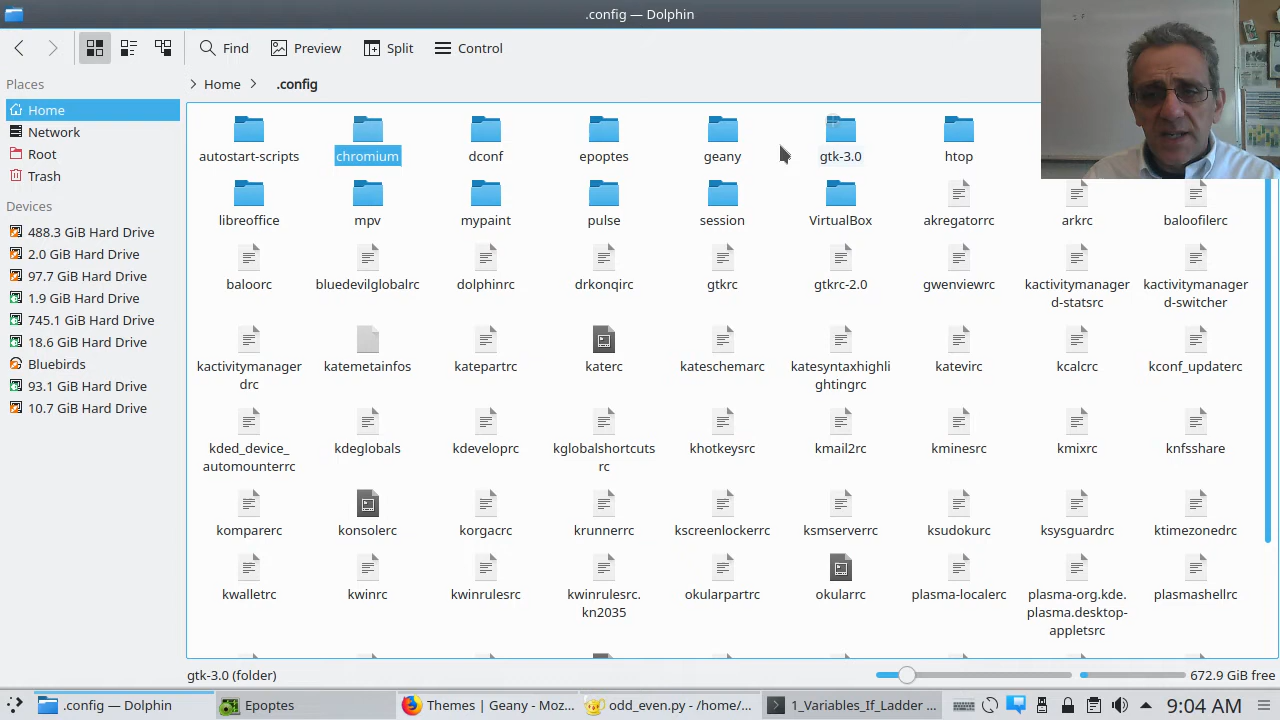 .config — Dolphin
Find Preview Split Control
Places
Home .config
Home
Network
Root
Trash
Devices
488.3 GiB Hard Drive
2.0 GiB Hard Drive
97.7 GiB Hard Drive
1.9 GiB Hard Drive
745.1 GiB Hard Drive
18.6 GiB Hard Drive
Bluebirds
93.1 GiB Hard Drive
10.7 GiB Hard Drive
autostart-scripts chromium dconf epoptes geany gtk-3.0 htop
libreoffice mpv mypaint pulse session VirtualBox akregatorrc arkrc baloofilerc
baloorc bluedevilglobalrc dolphinrc drkonqirc gtkrc gtkrc-2.0 gwenviewrc kactivitymanager kactivitymanager
d-statsrc d-switcher
kactivitymanager katemetainfos katepartrc katerc kateschemarc katesyntaxhighli katevirc kcalcrc kconf_updaterc
drc ghtingrc
kded_device_ kdeglobals kdeveloprc kglobalshortcuts khotkeysrc kmail2rc kminesrc kmixrc knfsshare
automounterrc rc
komparerc konsolerc korgacrc krunnerrc kscreenlockerrc ksmserverrc ksudokurc ksysguardrc ktimezonedrc
kwalletrc kwinrc kwinrulesrc kwinrulesrc. okularpartrc okularrc plasma-localerc plasma-org.kde. plasmashellrc
kn2035 plasma.desktop-
appletsrc
gtk-3.0 (folder) 672.9 GiB free
.config — Dolphin Epoptes Themes | Geany - Moz... odd_even.py - /home/... 1_Variables_If_Ladder ... 9:04 AM